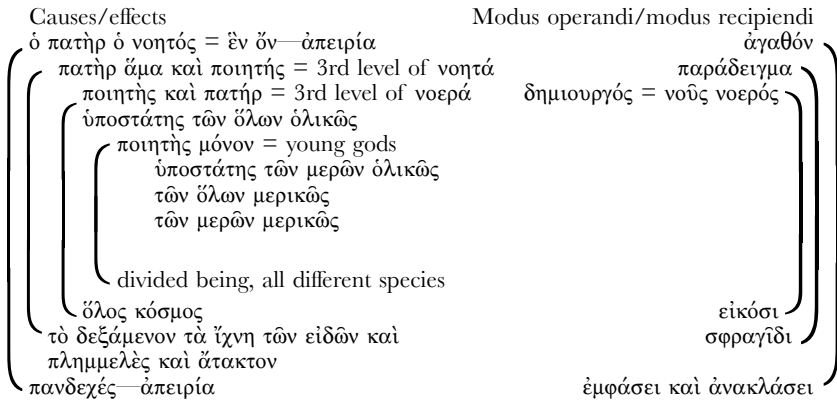 Causes/effects Modus operandi/modus recipiendi
ὁ πατὴρ ὁ νοητός = ἓν ὄν—ἀπειρία ἀγαθόν
πατὴρ ἅμα καὶ ποιητής = 3rd level of νοητά παράδειγμα
ποιητὴς καὶ πατήρ = 3rd level of νοερά δημιουργός = νοῦς νοερός
ὑποστάτης τῶν ὅλων ὁλικῶς
ποιητὴς μόνον = young gods
ὑποστάτης τῶν μερῶν ὁλικῶς
τῶν ὅλων μερικῶς
τῶν μερῶν μερικῶς
divided being, all different species
ὅλος κόσμος εἰκόσι
τὸ δεξάμενον τὰ ἴχνη τῶν εἰδῶν καὶ σφραγῖδι
πλημμελὲς καὶ ἄτακτον
πανδεχές—ἀπειρία ἐμφάσει καὶ ἀνακλάσει